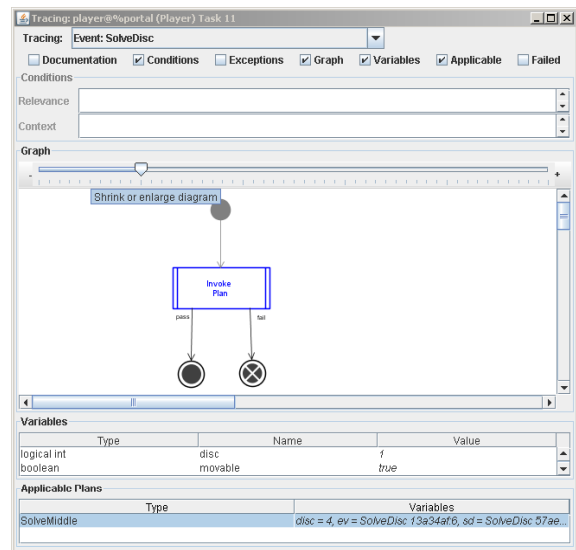 Tracing: player@%portal (Player) Task 11
Tracing: Event: SolveDisc
Documentation Conditions Exceptions Graph Variables Applicable Failed
Conditions
Relevance
Context
Graph
- +
Shrink or enlarge diagram
Invoke
Plan
pass fail
Variables
Type Name Value
logical int disc 1
boolean movable true
Applicable Plans
Type Variables
SolveMiddle disc = 4, ev = SolveDisc 13a34af:6, sd = SolveDisc 57ae...